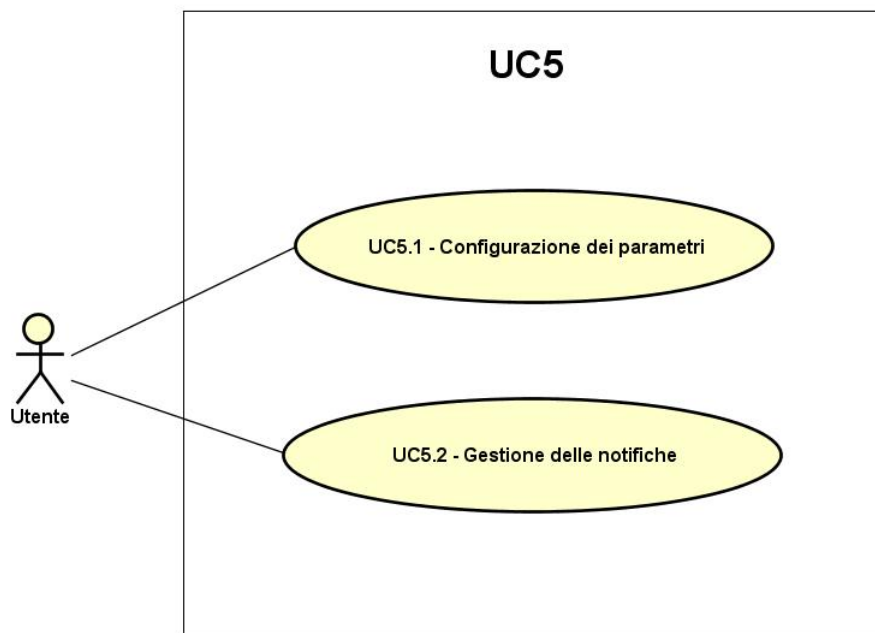 UC5
UC5.1 - Configurazione dei parametri
Utente
UC5.2 - Gestione delle notifiche